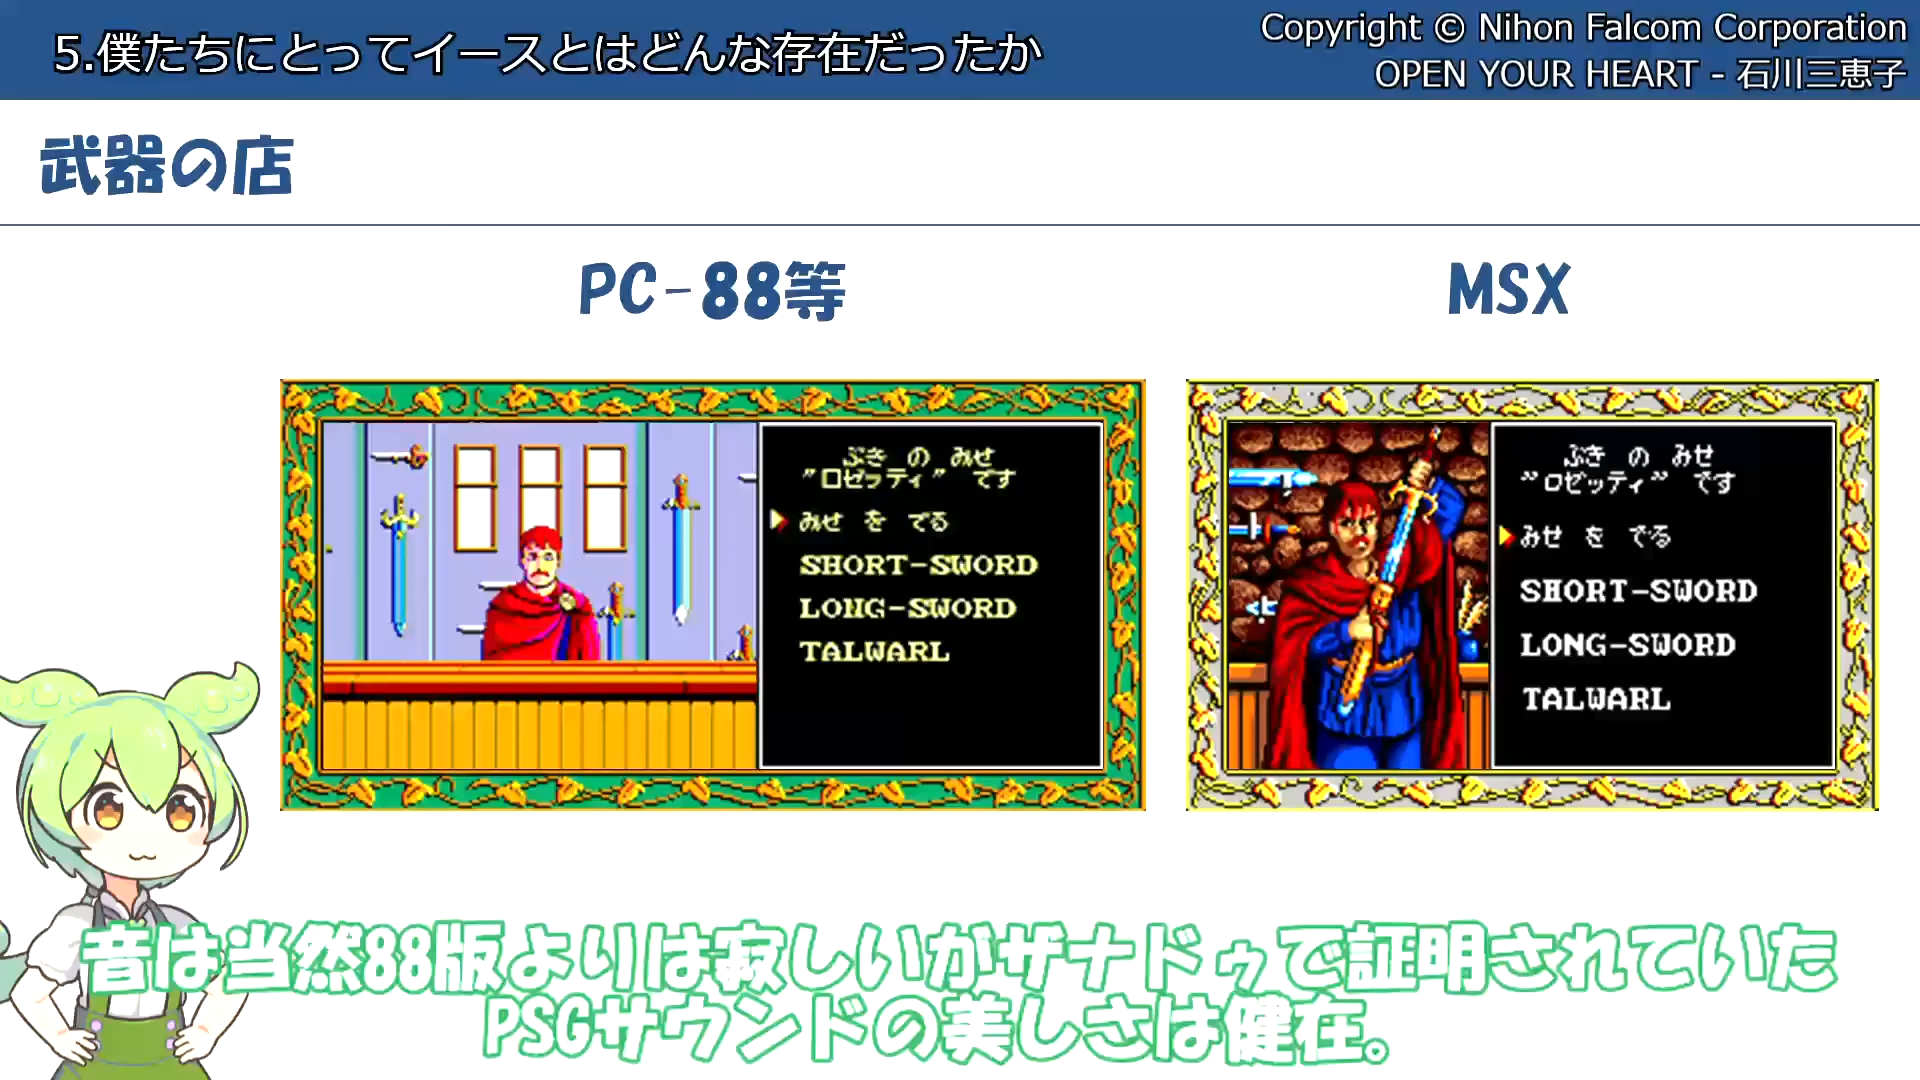 5.僕たちにとってイースとはどんな存在だったか
Copyright © Nihon Falcom Corporation
OPEN YOUR HEART - 石川三恵子
武器の店
PC-88等
MSX
ぶき の みせ
"ロゼッティ" です
みせ を でる
SHORT-SWORD
LONG-SWORD
TALWARL
ぶき の みせ
"ロゼッティ" です
みせ を でる
SHORT-SWORD
LONG-SWORD
TALWARL
音は当然88版よりは寂しいがザナドゥで証明されていた
PSGサウンドの美しさは健在。